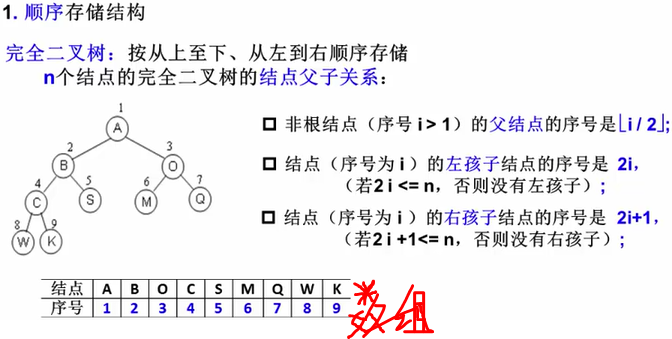 1. 顺序存储结构
完全二叉树：按从上至下、从左到右顺序存储
n个结点的完全二叉树的结点父子关系：
非根结点（序号 i > 1）的父结点的序号是⌊i / 2⌋;
结点（序号为 i ）的左孩子结点的序号是 2i，
（若2 i <= n，否则没有左孩子）;
结点（序号为 i ）的右孩子结点的序号是 2i+1，
（若2 i +1<= n，否则没有右孩子）;
1
A
2 3
B O
4 5 6 7
C S M Q
8 9
W K
结点 A B O C S M Q W K
序号 1 2 3 4 5 6 7 8 9
*数组